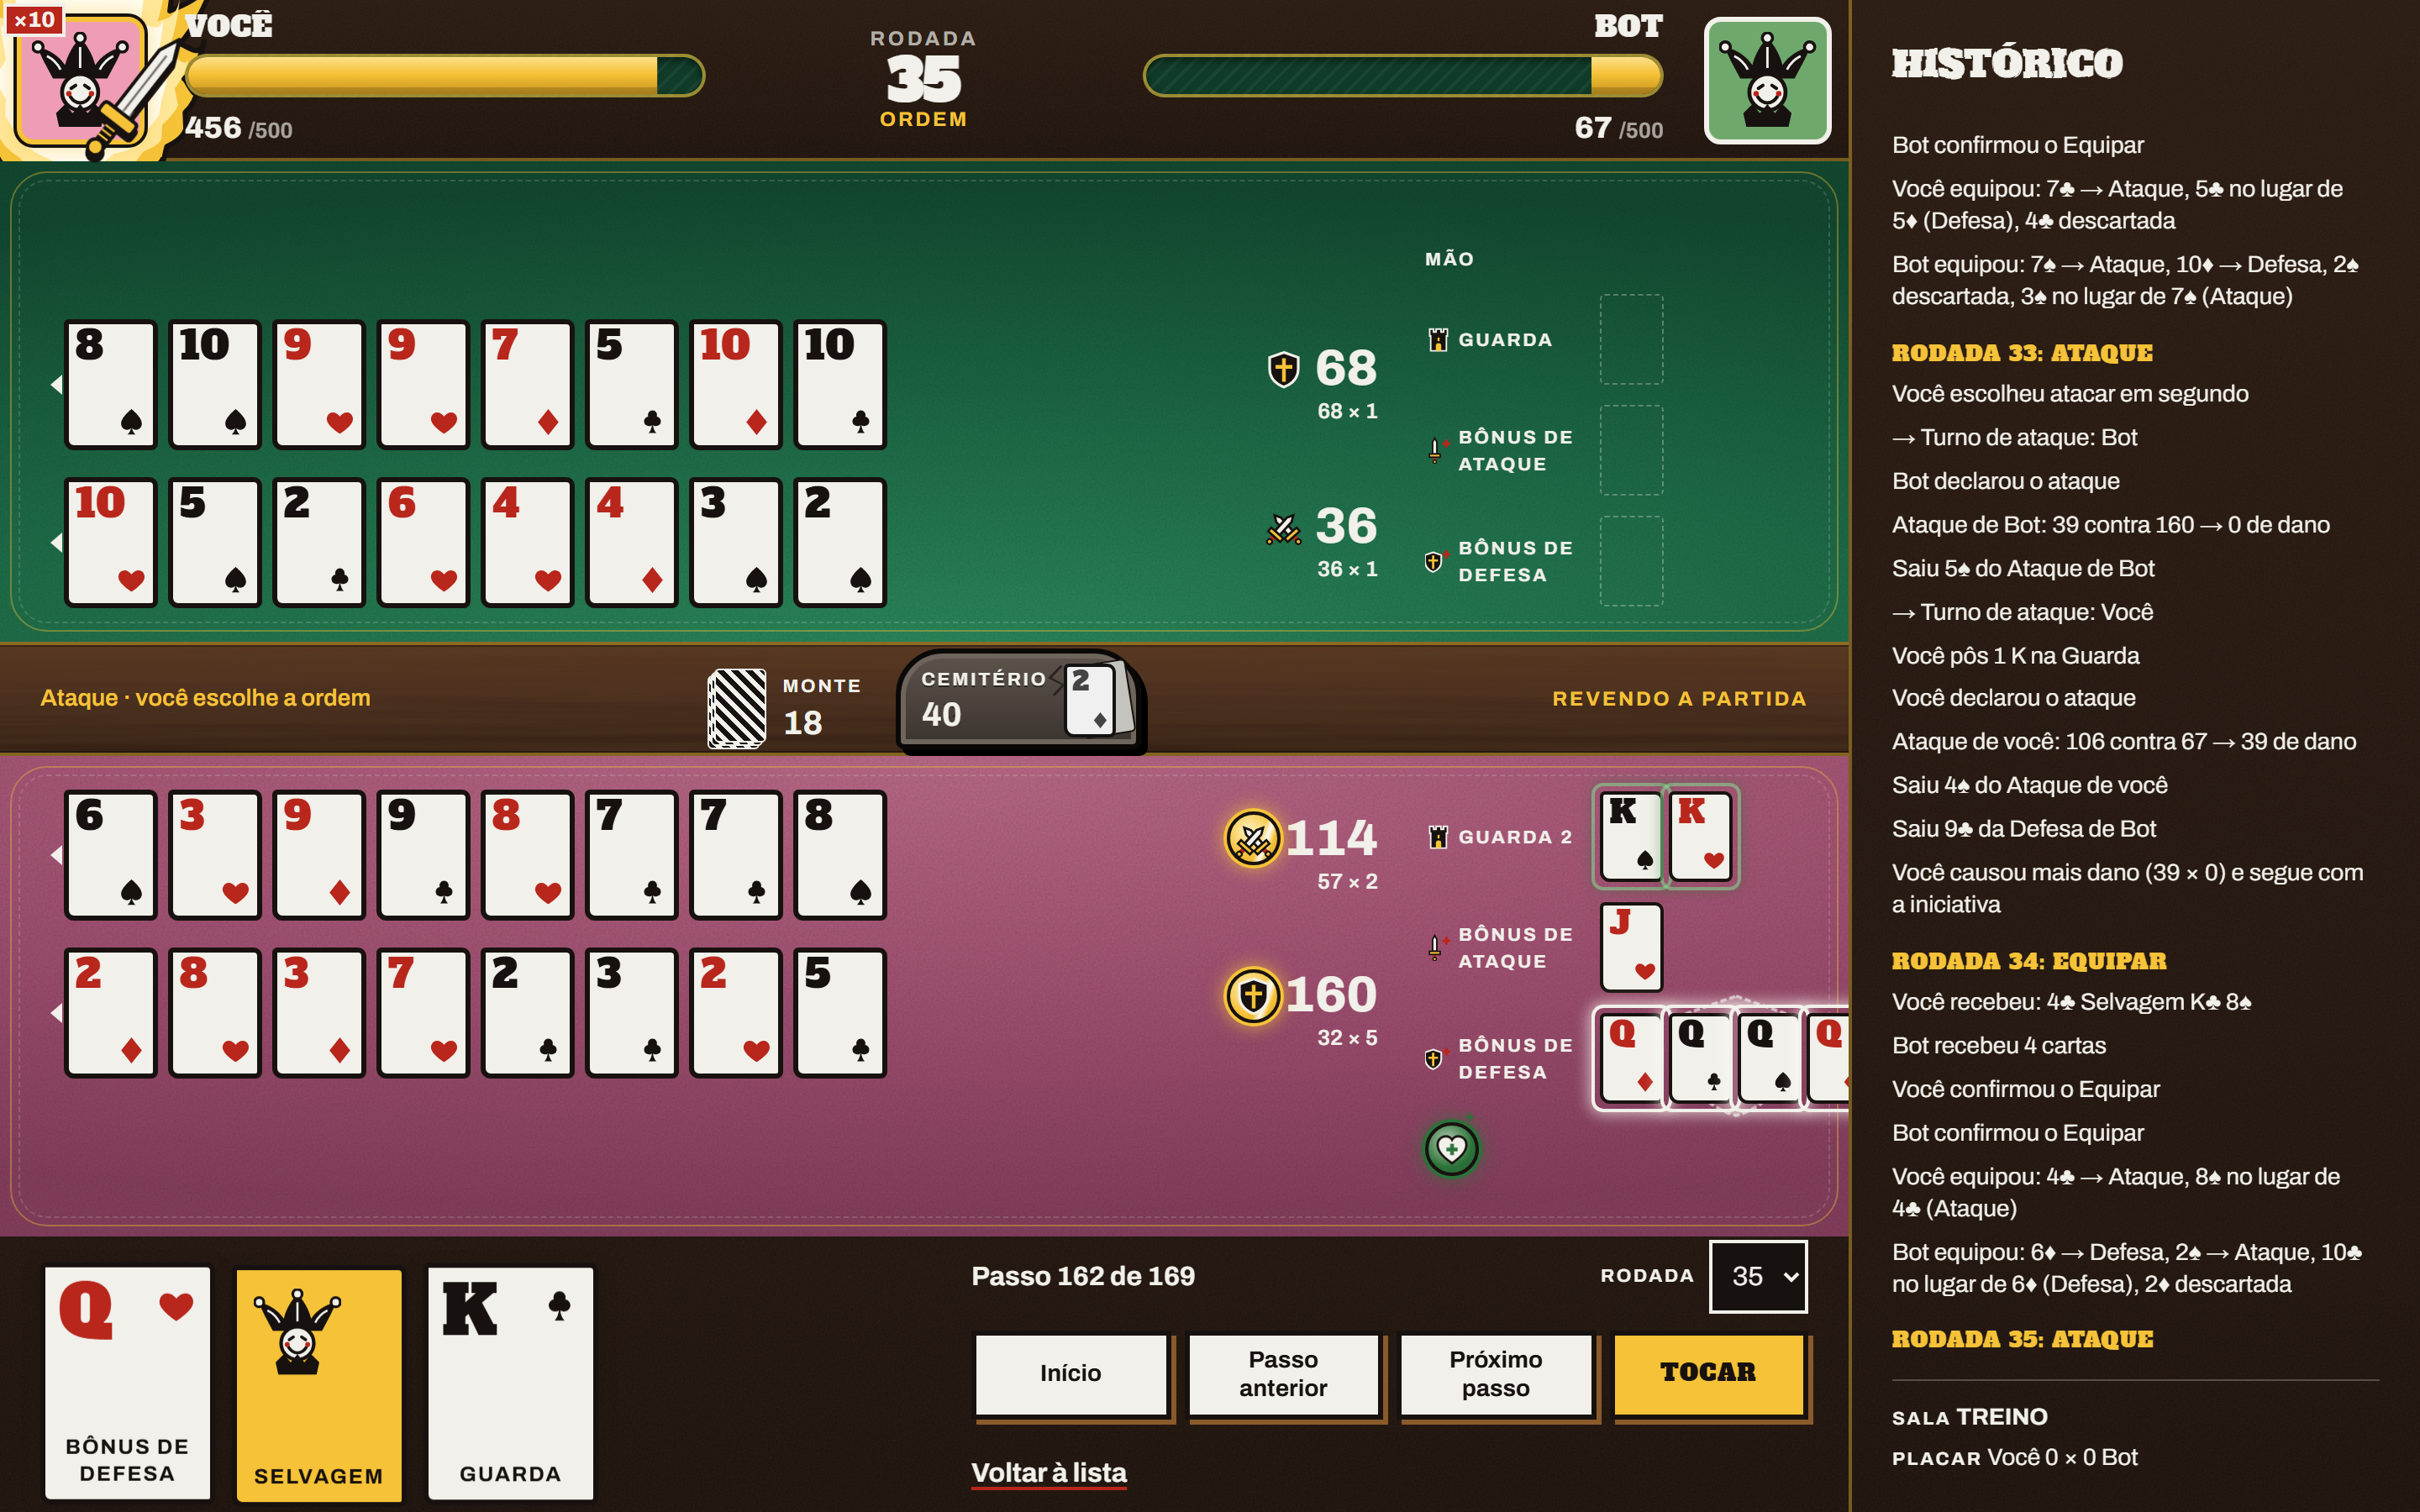 ×10
VOCÊ
456 /500
RODADA
35
ORDEM
BOT
67 /500
8 10 9 9 7 5 10 10
68
68 × 1
10 5 2 6 4 4 3 2
36
36 × 1
MÃO
GUARDA
BÔNUS DE
ATAQUE
BÔNUS DE
DEFESA
Ataque · você escolhe a ordem
MONTE
18
CEMITÉRIO
40
2
REVENDO A PARTIDA
6 3 9 9 8 7 7 8
114
57 × 2
2 8 3 7 2 3 2 5
160
32 × 5
GUARDA 2
K K
BÔNUS DE
ATAQUE
J
BÔNUS DE
DEFESA
Q Q Q Q
Q
BÔNUS DE
DEFESA
SELVAGEM
K
GUARDA
Passo 162 de 169
RODADA 35
Início
Passo
anterior
Próximo
passo
TOCAR
Voltar à lista
HISTÓRICO
Bot confirmou o Equipar
Você equipou: 7♣ → Ataque, 5♣ no lugar de
5♦ (Defesa), 4♣ descartada
Bot equipou: 7♠ → Ataque, 10♦ → Defesa, 2♠
descartada, 3♠ no lugar de 7♠ (Ataque)
RODADA 33: ATAQUE
Você escolheu atacar em segundo
→ Turno de ataque: Bot
Bot declarou o ataque
Ataque de Bot: 39 contra 160 → 0 de dano
Saiu 5♠ do Ataque de Bot
→ Turno de ataque: Você
Você pôs 1 K na Guarda
Você declarou o ataque
Ataque de você: 106 contra 67 → 39 de dano
Saiu 4♠ do Ataque de você
Saiu 9♣ da Defesa de Bot
Você causou mais dano (39 × 0) e segue com
a iniciativa
RODADA 34: EQUIPAR
Você recebeu: 4♣ Selvagem K♣ 8♠
Bot recebeu 4 cartas
Você confirmou o Equipar
Bot confirmou o Equipar
Você equipou: 4♣ → Ataque, 8♠ no lugar de
4♣ (Ataque)
Bot equipou: 6♦ → Defesa, 2♠ → Ataque, 10♣
no lugar de 6♦ (Defesa), 2♦ descartada
RODADA 35: ATAQUE
SALA TREINO
PLACAR Você 0 × 0 Bot